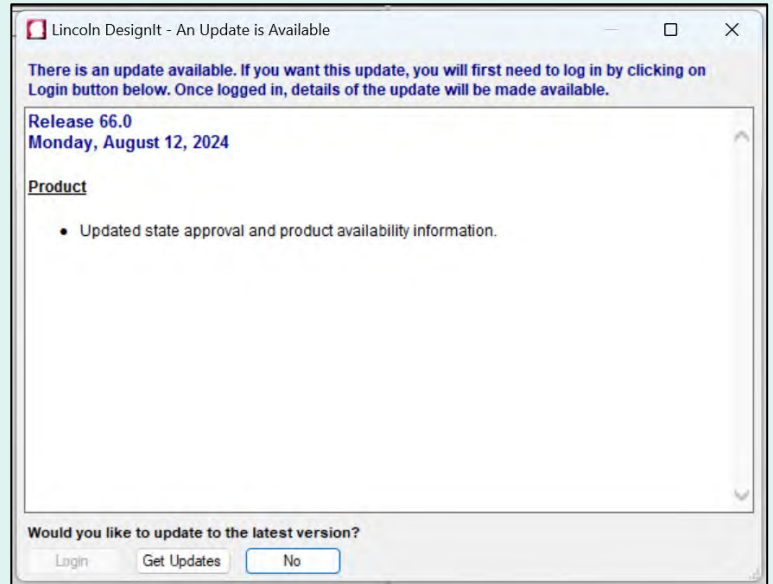 Lincoln DesignIt - An Update is Available
There is an update available. If you want this update, you will first need to log in by clicking on
Login button below. Once logged in, details of the update will be made available.
Release 66.0
Monday, August 12, 2024
Product
• Updated state approval and product availability information.
Would you like to update to the latest version?
Login Get Updates No